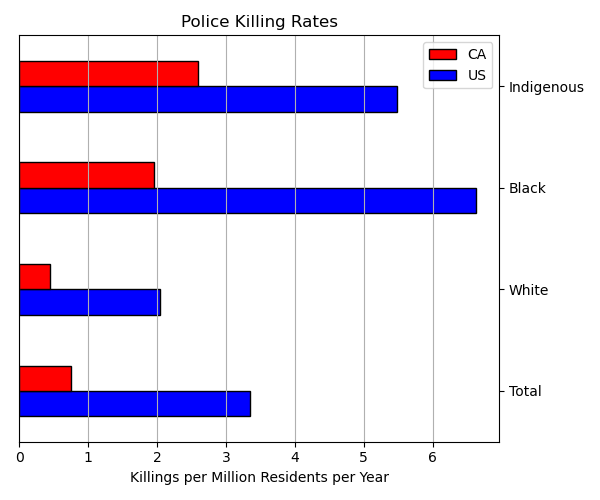 Police Killing Rates
CA
US
Indigenous
Black
White
Total
0 1 2 3 4 5 6
Killings per Million Residents per Year